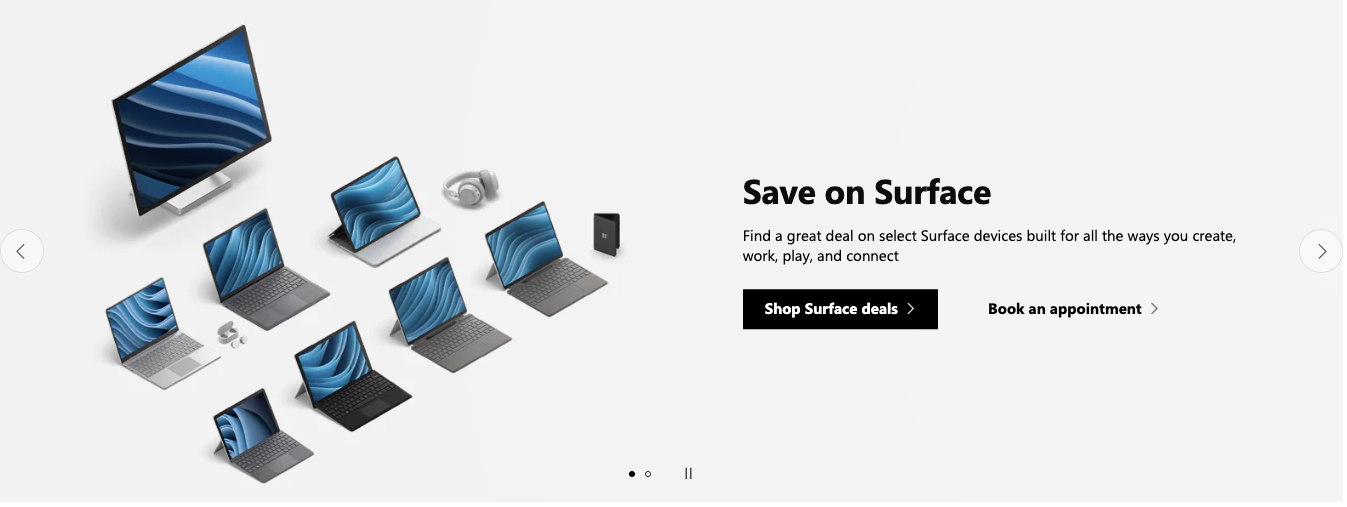 Save on Surface
Find a great deal on select Surface devices built for all the ways you create,
work, play, and connect
Shop Surface deals
Book an appointment